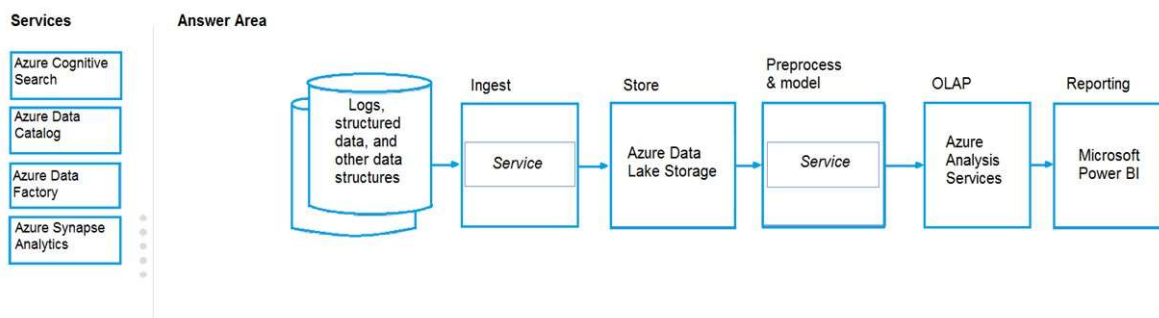 Services
Answer Area
Azure Cognitive
Search
Azure Data
Catalog
Azure Data
Factory
Azure Synapse
Analytics
Logs,
structured
data, and
other data
structures
Ingest
Service
Store
Azure Data
Lake Storage
Preprocess
& model
Service
OLAP
Azure
Analysis
Services
Reporting
Microsoft
Power BI